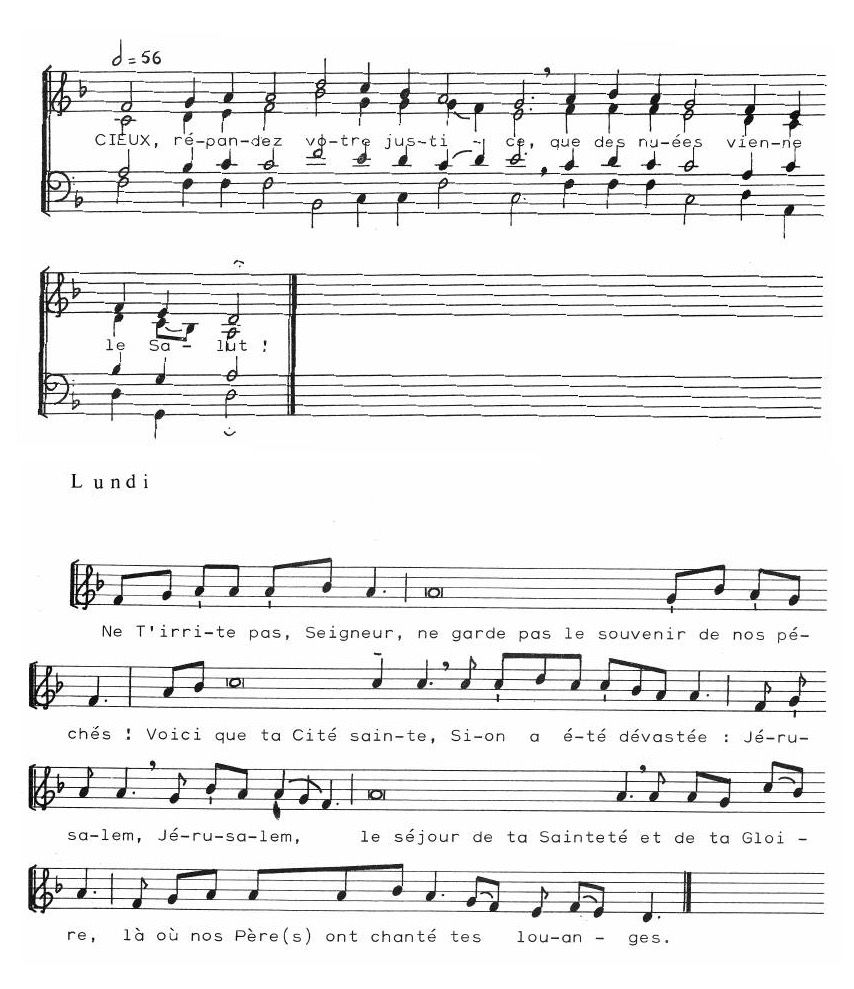 𝅗𝅥 = 56
CIEUX, ré-pan-dez vo-tre jus-ti - ce, que des nu-ées vien-ne
le Sa - lut !
Lundi
Ne T'irri-te pas, Seigneur, ne garde pas le souvenir de nos pé-
chés ! Voici que ta Cité sain-te, Si-on a é-té dévastée : Jé-ru-
sa-lem, Jé-ru-sa-lem, le séjour de ta Sainteté et de ta Gloi -
re, là où nos Père(s) ont chanté tes lou-an - ges.